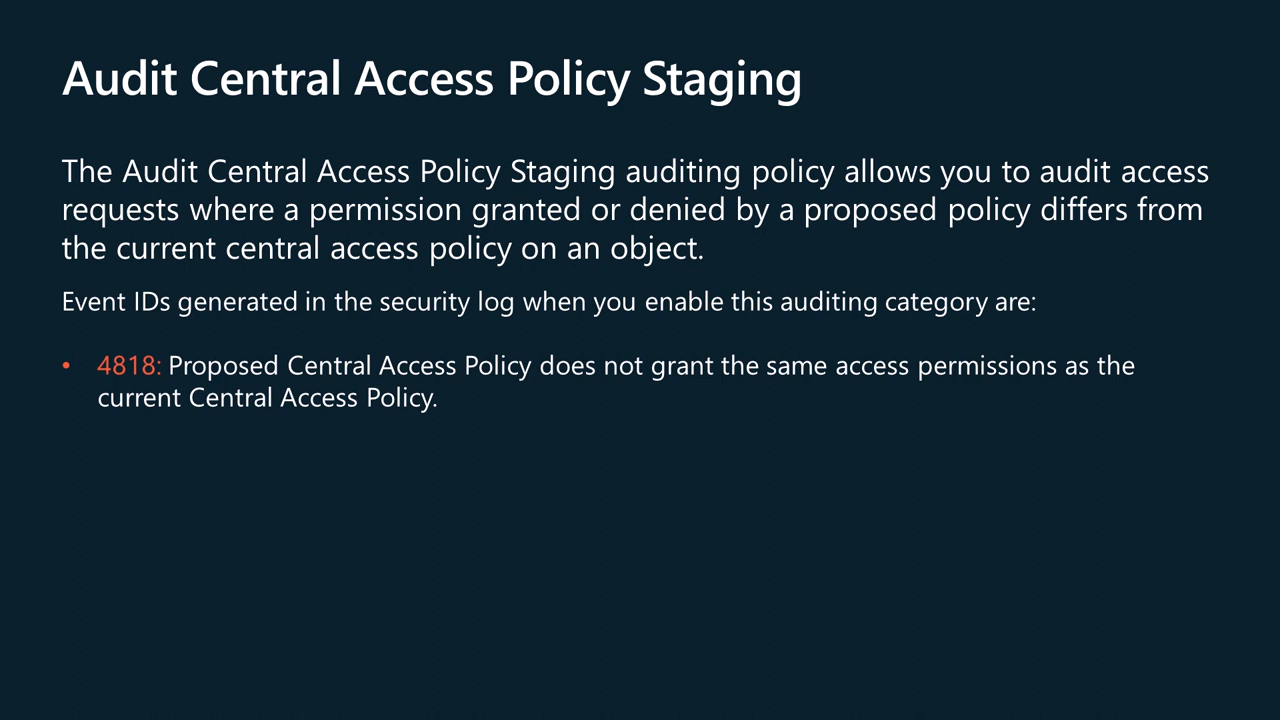 Audit Central Access Policy Staging
The Audit Central Access Policy Staging auditing policy allows you to audit access
requests where a permission granted or denied by a proposed policy differs from
the current central access policy on an object.
Event IDs generated in the security log when you enable this auditing category are:
• 4818: Proposed Central Access Policy does not grant the same access permissions as the
current Central Access Policy.